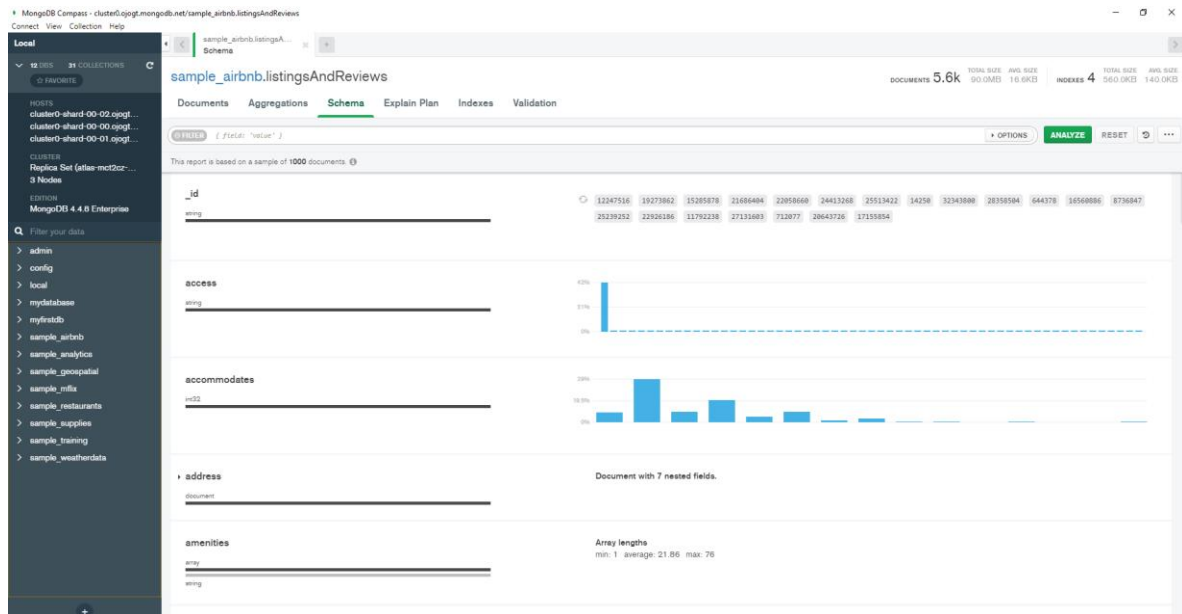 MongoDB Compass - cluster0.ojogt.mongodb.net/sample_airbnb.listingsAndReviews
Connect View Collection Help
Local
12 DBS 31 COLLECTIONS
FAVORITE
HOSTS
cluster0-shard-00-02.ojogt...
cluster0-shard-00-00.ojogt...
cluster0-shard-00-01.ojogt...
CLUSTER
Replica Set (atlas-mct2cz-...
3 Nodes
EDITION
MongoDB 4.4.8 Enterprise
Filter your data
admin
config
local
mydatabase
myfirstdb
sample_airbnb
sample_analytics
sample_geospatial
sample_mflix
sample_restaurants
sample_supplies
sample_training
sample_weatherdata
sample_airbnb.listingsA...
Schema
sample_airbnb.listingsAndReviews
DOCUMENTS 5.6k TOTAL SIZE 90.0MB AVG. SIZE 16.6KB INDEXES 4 TOTAL SIZE 560.0KB AVG. SIZE 140.0KB
Documents Aggregations Schema Explain Plan Indexes Validation
FILTER { field: 'value' } OPTIONS ANALYZE RESET
This report is based on a sample of 1000 documents.
_id
string
12247516 19273862 15285878 21686404 22058660 24413268 25513422 14250 32343800 28358504 644378 16560886 8736847
25239252 22926186 11792238 27131603 712077 20643726 17155854
access
string
0%
accommodates
int32
0%
address
document
Document with 7 nested fields.
amenities
array
string
Array lengths
min: 1 average: 21.86 max: 76